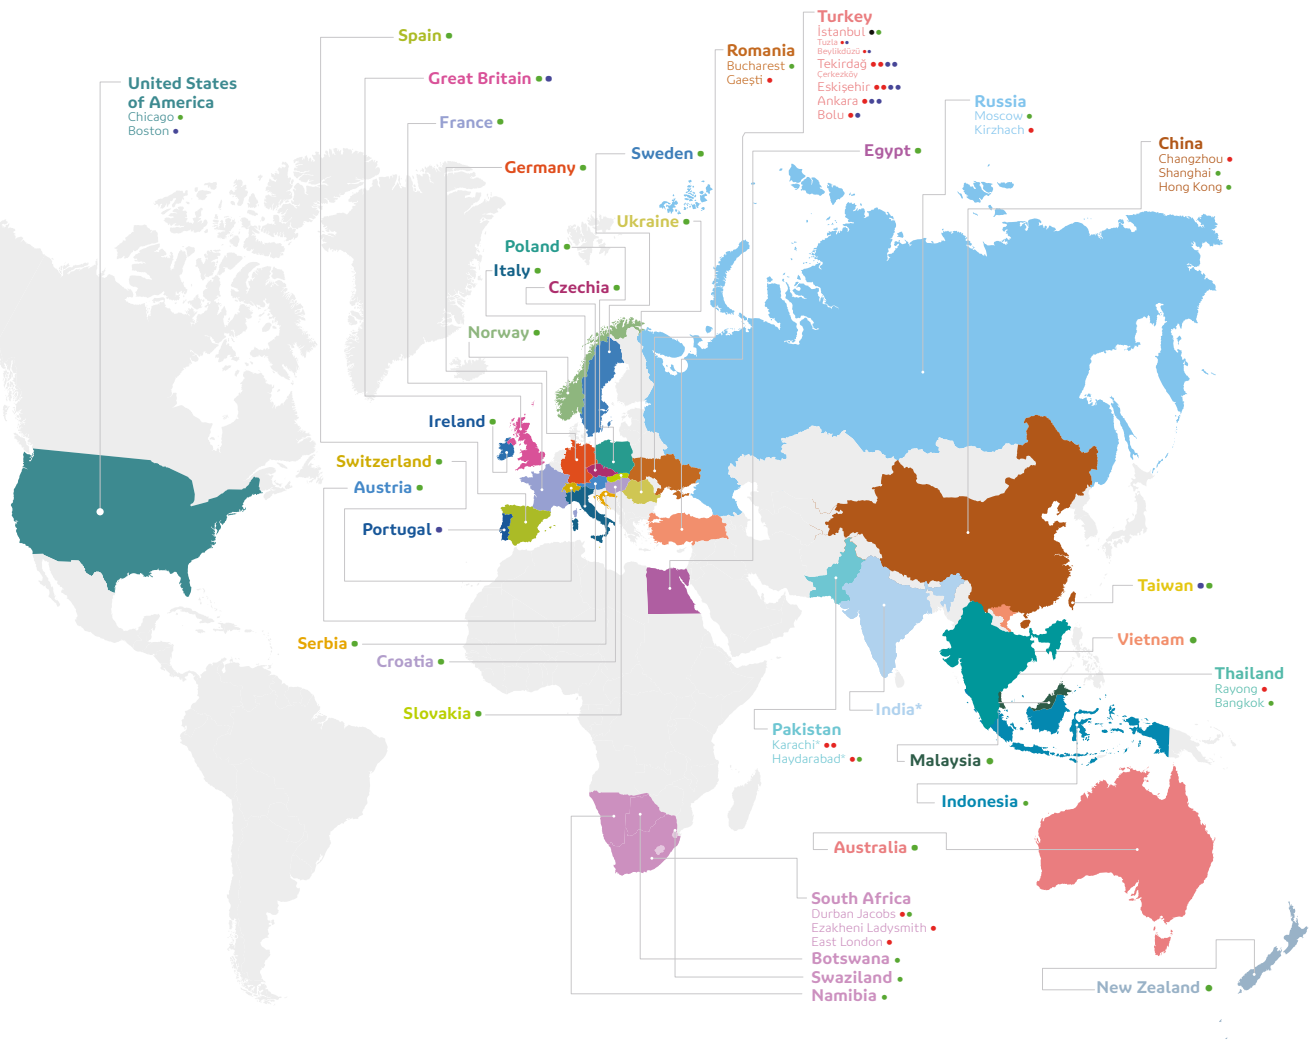 Spain
Great Britain
France
Germany
Sweden
Ukraine
Poland
Italy
Czechia
Norway
Ireland
Switzerland
Austria
Portugal
Serbia
Croatia
Slovakia
United States
of America
Chicago
Boston
Romania
Bucharest
Gaești
Turkey
İstanbul
Tuzla
Beylikdüzü
Tekirdağ
Çerkezköy
Eskişehir
Ankara
Bolu
Egypt
Russia
Moscow
Kirzhach
China
Changzhou
Shanghai
Hong Kong
Taiwan
Vietnam
Thailand
Rayong
Bangkok
India*
Pakistan
Karachi*
Haydarabad*
Malaysia
Indonesia
Australia
South Africa
Durban Jacobs
Ezakheni Ladysmith
East London
Botswana
Swaziland
Namibia
New Zealand